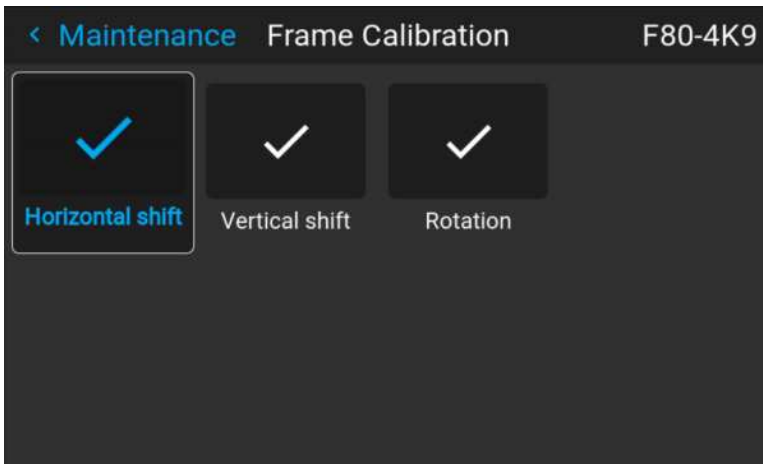 < Maintenance Frame Calibration F80-4K9
Horizontal shift Vertical shift Rotation